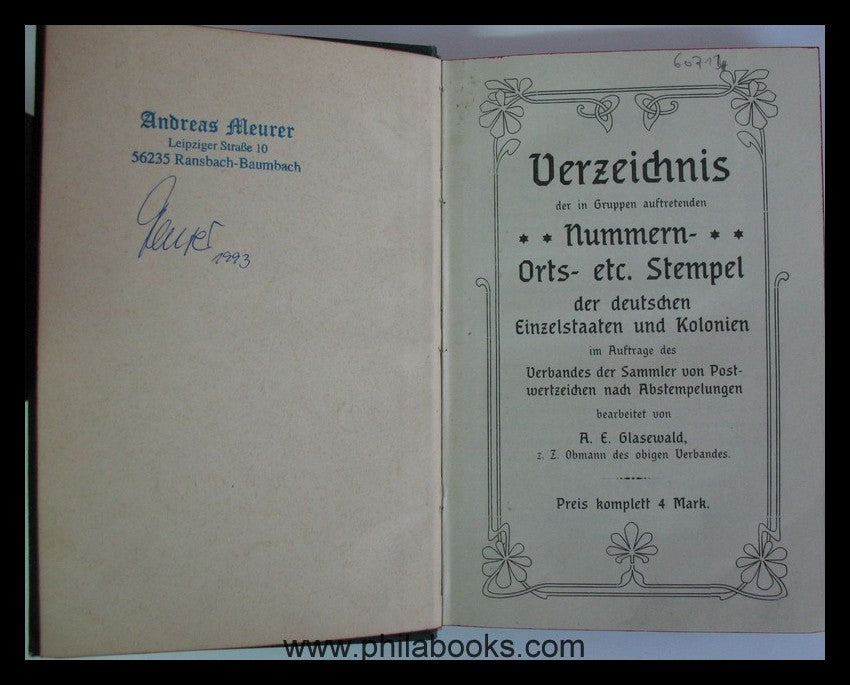 Andreas Meurer
Leipziger Straße 10
56235 Ransbach-Baumbach
Meurer
1993
Verzeichnis
der in Gruppen auftretenden
* * Nummern- * *
Orts- etc. Stempel
der deutschen
Einzelstaaten und Kolonien
im Auftrage des
Verbandes der Sammler von Post-
wertzeichen nach Abstempelungen
bearbeitet von
A. E. Glasewald,
z. Z. Obmann des obigen Verbandes.
Preis komplett 4 Mark.
www.philabooks.com